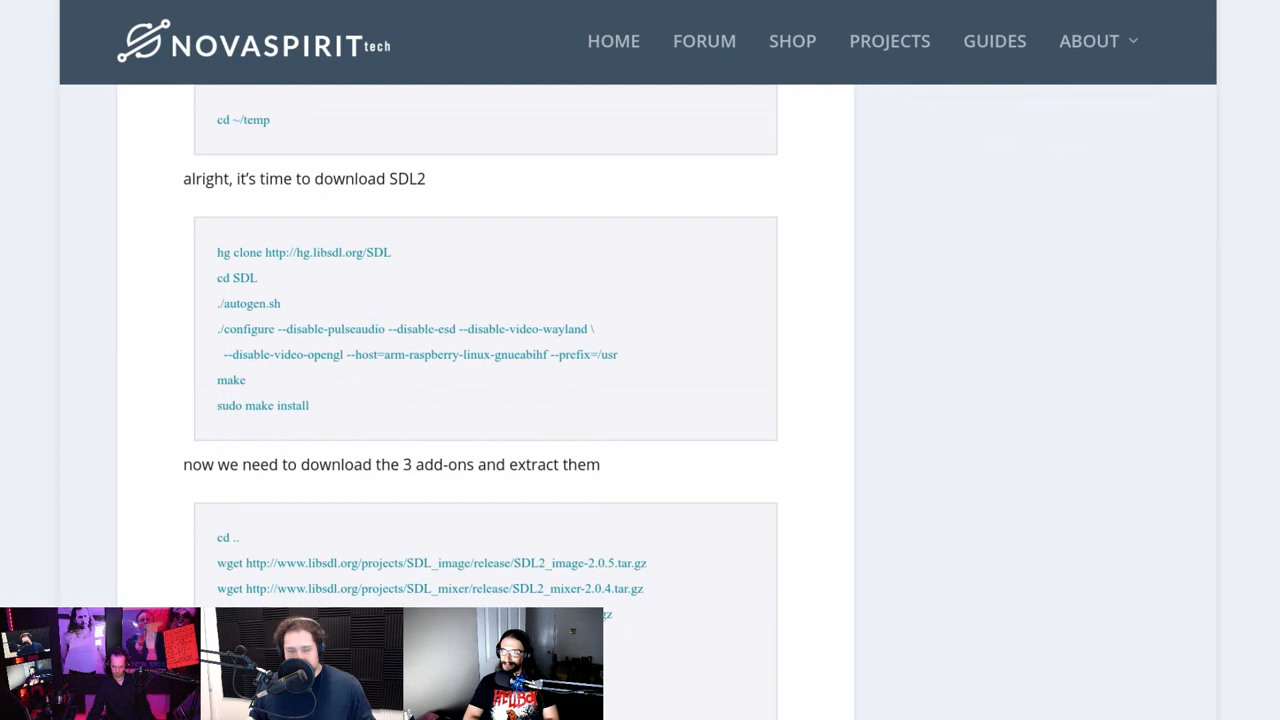 NOVASPIRIT tech
HOME FORUM SHOP PROJECTS GUIDES ABOUT
cd ~/temp
alright, it’s time to download SDL2
hg clone http://hg.libsdl.org/SDL
cd SDL
./autogen.sh
./configure --disable-pulseaudio --disable-esd --disable-video-wayland \
--disable-video-opengl --host=arm-raspberry-linux-gnueabihf --prefix=/usr
make
sudo make install
now we need to download the 3 add-ons and extract them
cd ..
wget http://www.libsdl.org/projects/SDL_image/release/SDL2_image-2.0.5.tar.gz
wget http://www.libsdl.org/projects/SDL_mixer/release/SDL2_mixer-2.0.4.tar.gz
gz
HELLBOY